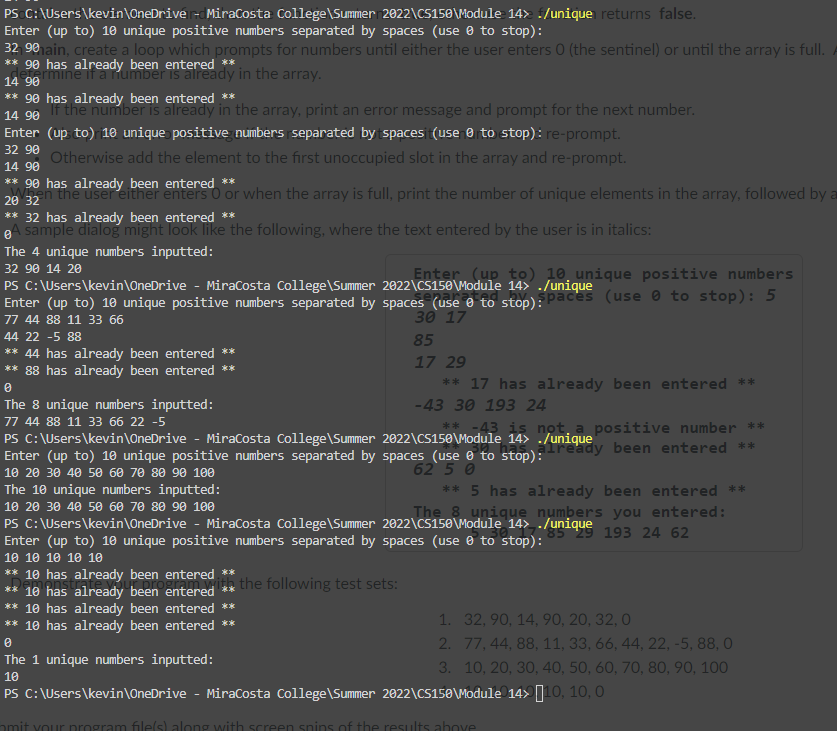 PS C:\Users\kevin\OneDrive - MiraCosta College\Summer 2022\CS150\Module 14> ./unique
Enter (up to) 10 unique positive numbers separated by spaces (use 0 to stop):
32 90
** 90 has already been entered **
14 90
** 90 has already been entered **
14 90
Enter (up to) 10 unique positive numbers separated by spaces (use 0 to stop):
32 90
14 90
** 90 has already been entered **
20 32
** 32 has already been entered **
0
The 4 unique numbers inputted:
32 90 14 20
PS C:\Users\kevin\OneDrive - MiraCosta College\Summer 2022\CS150\Module 14> ./unique
Enter (up to) 10 unique positive numbers separated by spaces (use 0 to stop):
77 44 88 11 33 66
44 22 -5 88
** 44 has already been entered **
** 88 has already been entered **
0
The 8 unique numbers inputted:
77 44 88 11 33 66 22 -5
PS C:\Users\kevin\OneDrive - MiraCosta College\Summer 2022\CS150\Module 14> ./unique
Enter (up to) 10 unique positive numbers separated by spaces (use 0 to stop):
10 20 30 40 50 60 70 80 90 100
The 10 unique numbers inputted:
10 20 30 40 50 60 70 80 90 100
PS C:\Users\kevin\OneDrive - MiraCosta College\Summer 2022\CS150\Module 14> ./unique
Enter (up to) 10 unique positive numbers separated by spaces (use 0 to stop):
10 10 10 10 10
** 10 has already been entered **
** 10 has already been entered **
** 10 has already been entered **
** 10 has already been entered **
0
The 1 unique numbers inputted:
10
PS C:\Users\kevin\OneDrive - MiraCosta College\Summer 2022\CS150\Module 14>
returns false.
main, create a loop which prompts for numbers until either the user enters 0 (the sentinel) or until the array is full.
determine if a number is already in the array.
If the number is already in the array, print an error message and prompt for the next number.
re-prompt.
Otherwise add the element to the first unoccupied slot in the array and re-prompt.
When the user either enters 0 or when the array is full, print the number of unique elements in the array, followed by a
A sample dialog might look like the following, where the text entered by the user is in italics:
Enter (up to) 10 unique positive numbers
separated by spaces (use 0 to stop): 5
30 17
85
17 29
** 17 has already been entered **
-43 30 193 24
** -43 is not a positive number **
** 30 has already been entered **
62 5 0
** 5 has already been entered **
The 8 unique numbers you entered:
5 30 17 85 29 193 24 62
Demonstrate your program with the following test sets:
1. 32, 90, 14, 90, 20, 32, 0
2. 77, 44, 88, 11, 33, 66, 44, 22, -5, 88, 0
3. 10, 20, 30, 40, 50, 60, 70, 80, 90, 100
10, 10, 0
your program file(s) along with screen snips of the results above